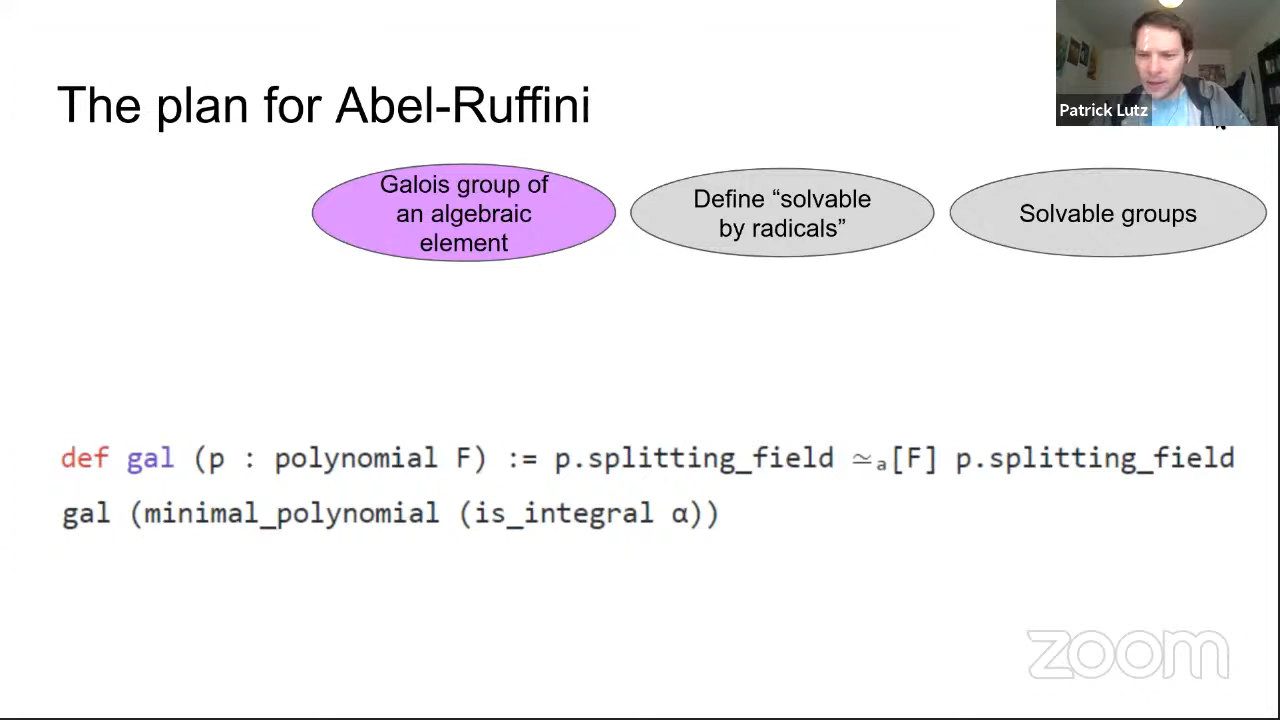 The plan for Abel-Ruffini
Patrick Lutz
Galois group of
an algebraic
element
Define “solvable
by radicals”
Solvable groups
def gal (p : polynomial F) := p.splitting_field ≃ₐ[F] p.splitting_field
gal (minimal_polynomial (is_integral α))
zoom